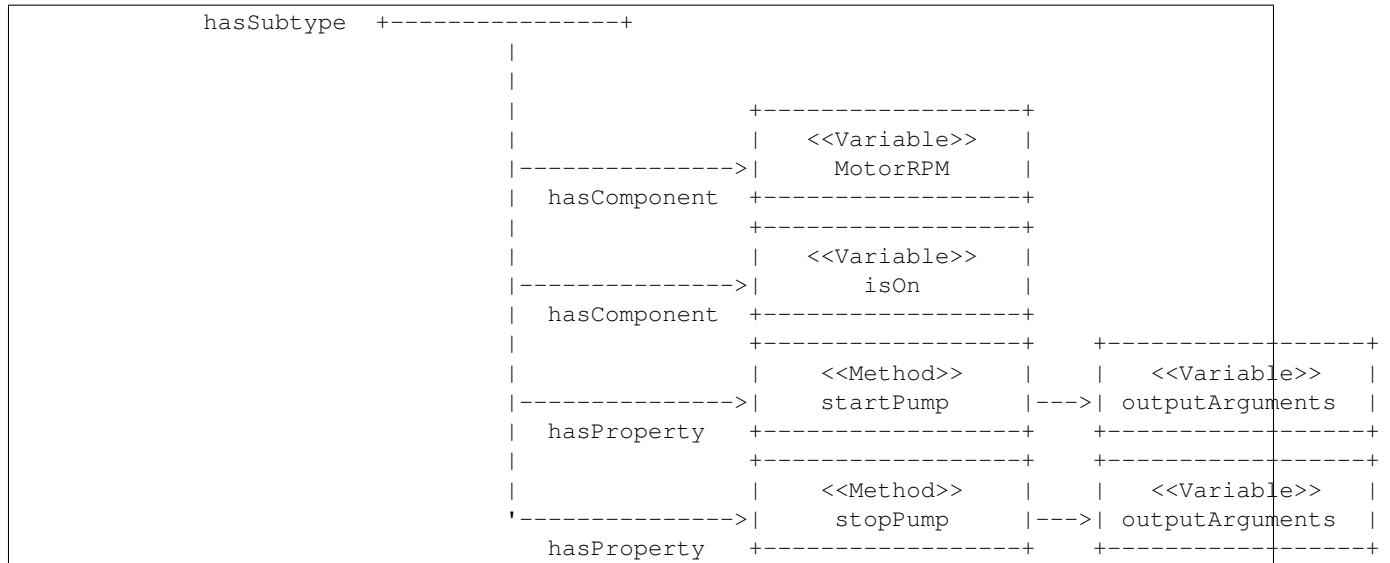 hasSubtype +----------------+
|
|
| +------------------+
| | <<Variable>> |
|--------------->| MotorRPM |
| hasComponent +------------------+
| +------------------+
| | <<Variable>> |
|--------------->| isOn |
| hasComponent +------------------+
| +------------------+ +------------------+
| | <<Method>> | | <<Variable>> |
|--------------->| startPump |--->| outputArguments |
| hasProperty +------------------+ +------------------+
| +------------------+ +------------------+
| | <<Method>> | | <<Variable>> |
'--------------->| stopPump |--->| outputArguments |
hasProperty +------------------+ +------------------+